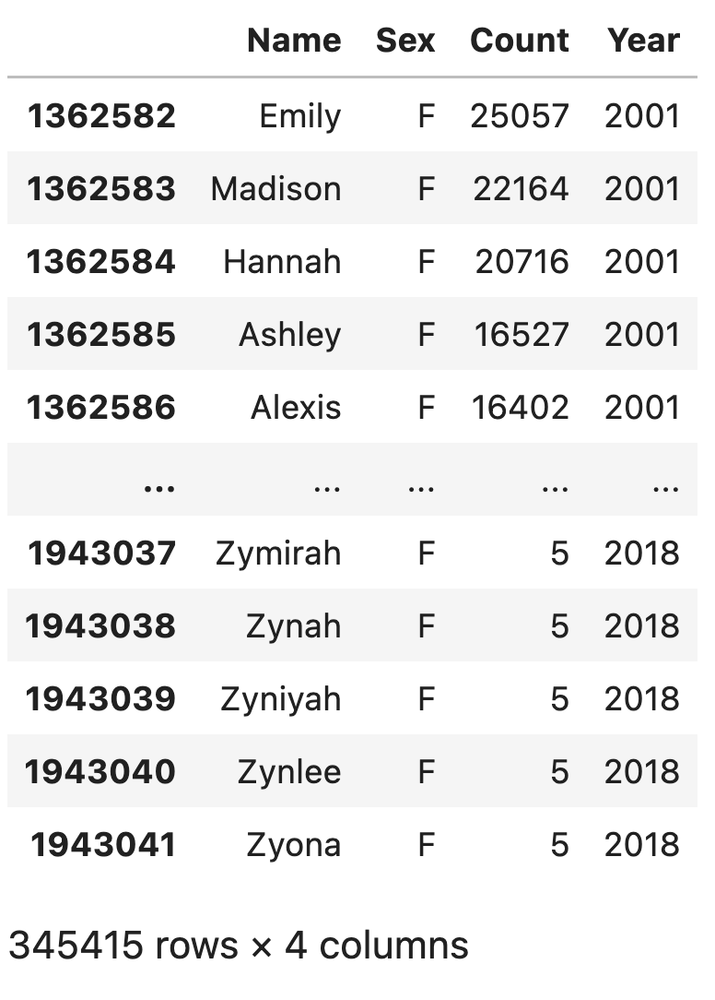 Name Sex Count Year
1362582 Emily F 25057 2001
1362583 Madison F 22164 2001
1362584 Hannah F 20716 2001
1362585 Ashley F 16527 2001
1362586 Alexis F 16402 2001
... ... ... ... ...
1943037 Zymirah F 5 2018
1943038 Zynah F 5 2018
1943039 Zyniyah F 5 2018
1943040 Zynlee F 5 2018
1943041 Zyona F 5 2018
345415 rows × 4 columns